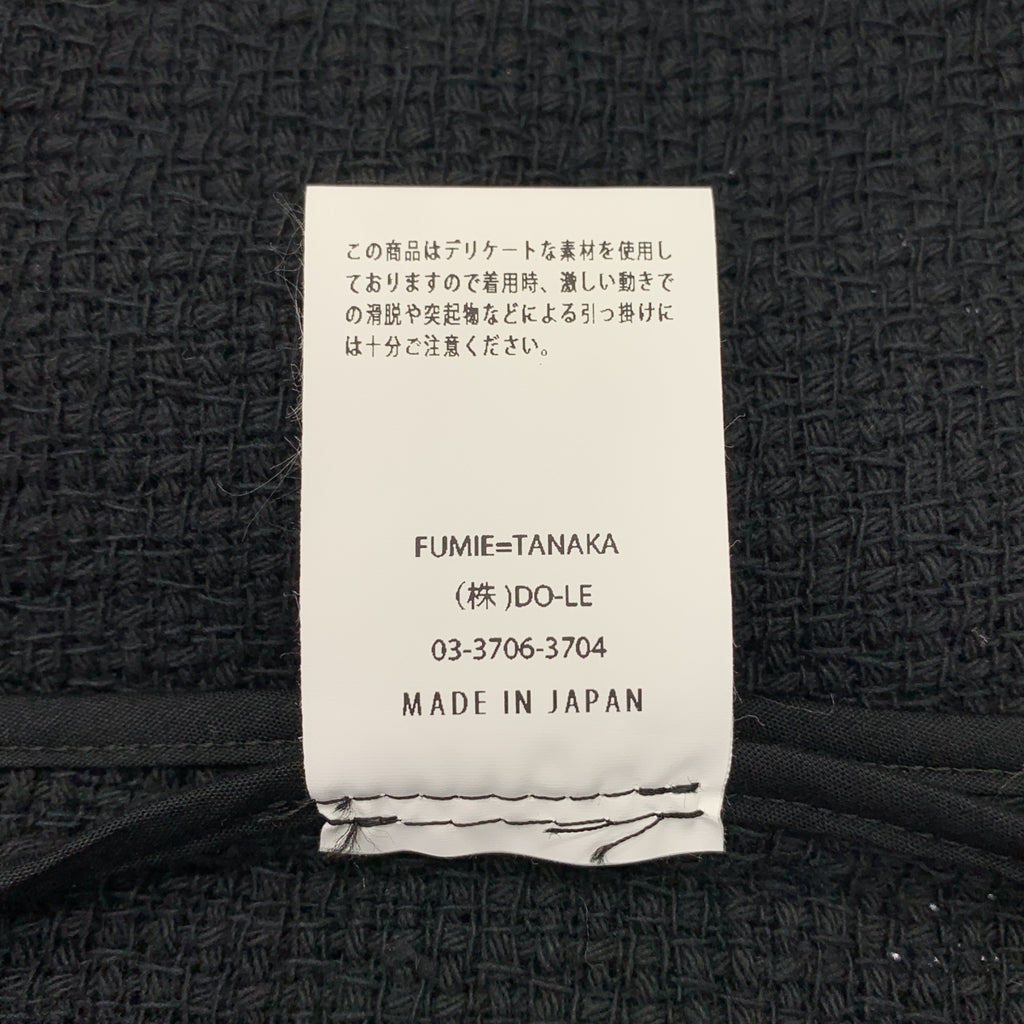 この商品はデリケートな素材を使用し
ておりますので着用時、激しい動きで
の滑脱や突起物などによる引っ掛けに
は十分ご注意ください。
FUMIE=TANAKA
(株)DO-LE
03-3706-3704
MADE IN JAPAN